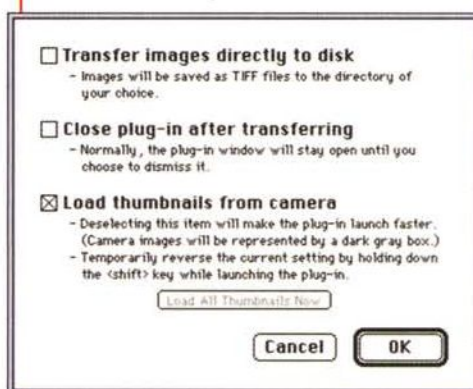 Transfer images directly to disk
- Images will be saved as TIFF files to the directory of
your choice.
Close plug-in after transferring
- Normally, the plug-in window will stay open until you
choose to dismiss it.
Load thumbnails from camera
- Deselecting this item will make the plug-in launch faster.
(Camera images will be represented by a dark gray box.)
- Temporarily reverse the current setting by holding down
the <shift> key while launching the plug-in.
Load All Thumbnails Now
Cancel
OK